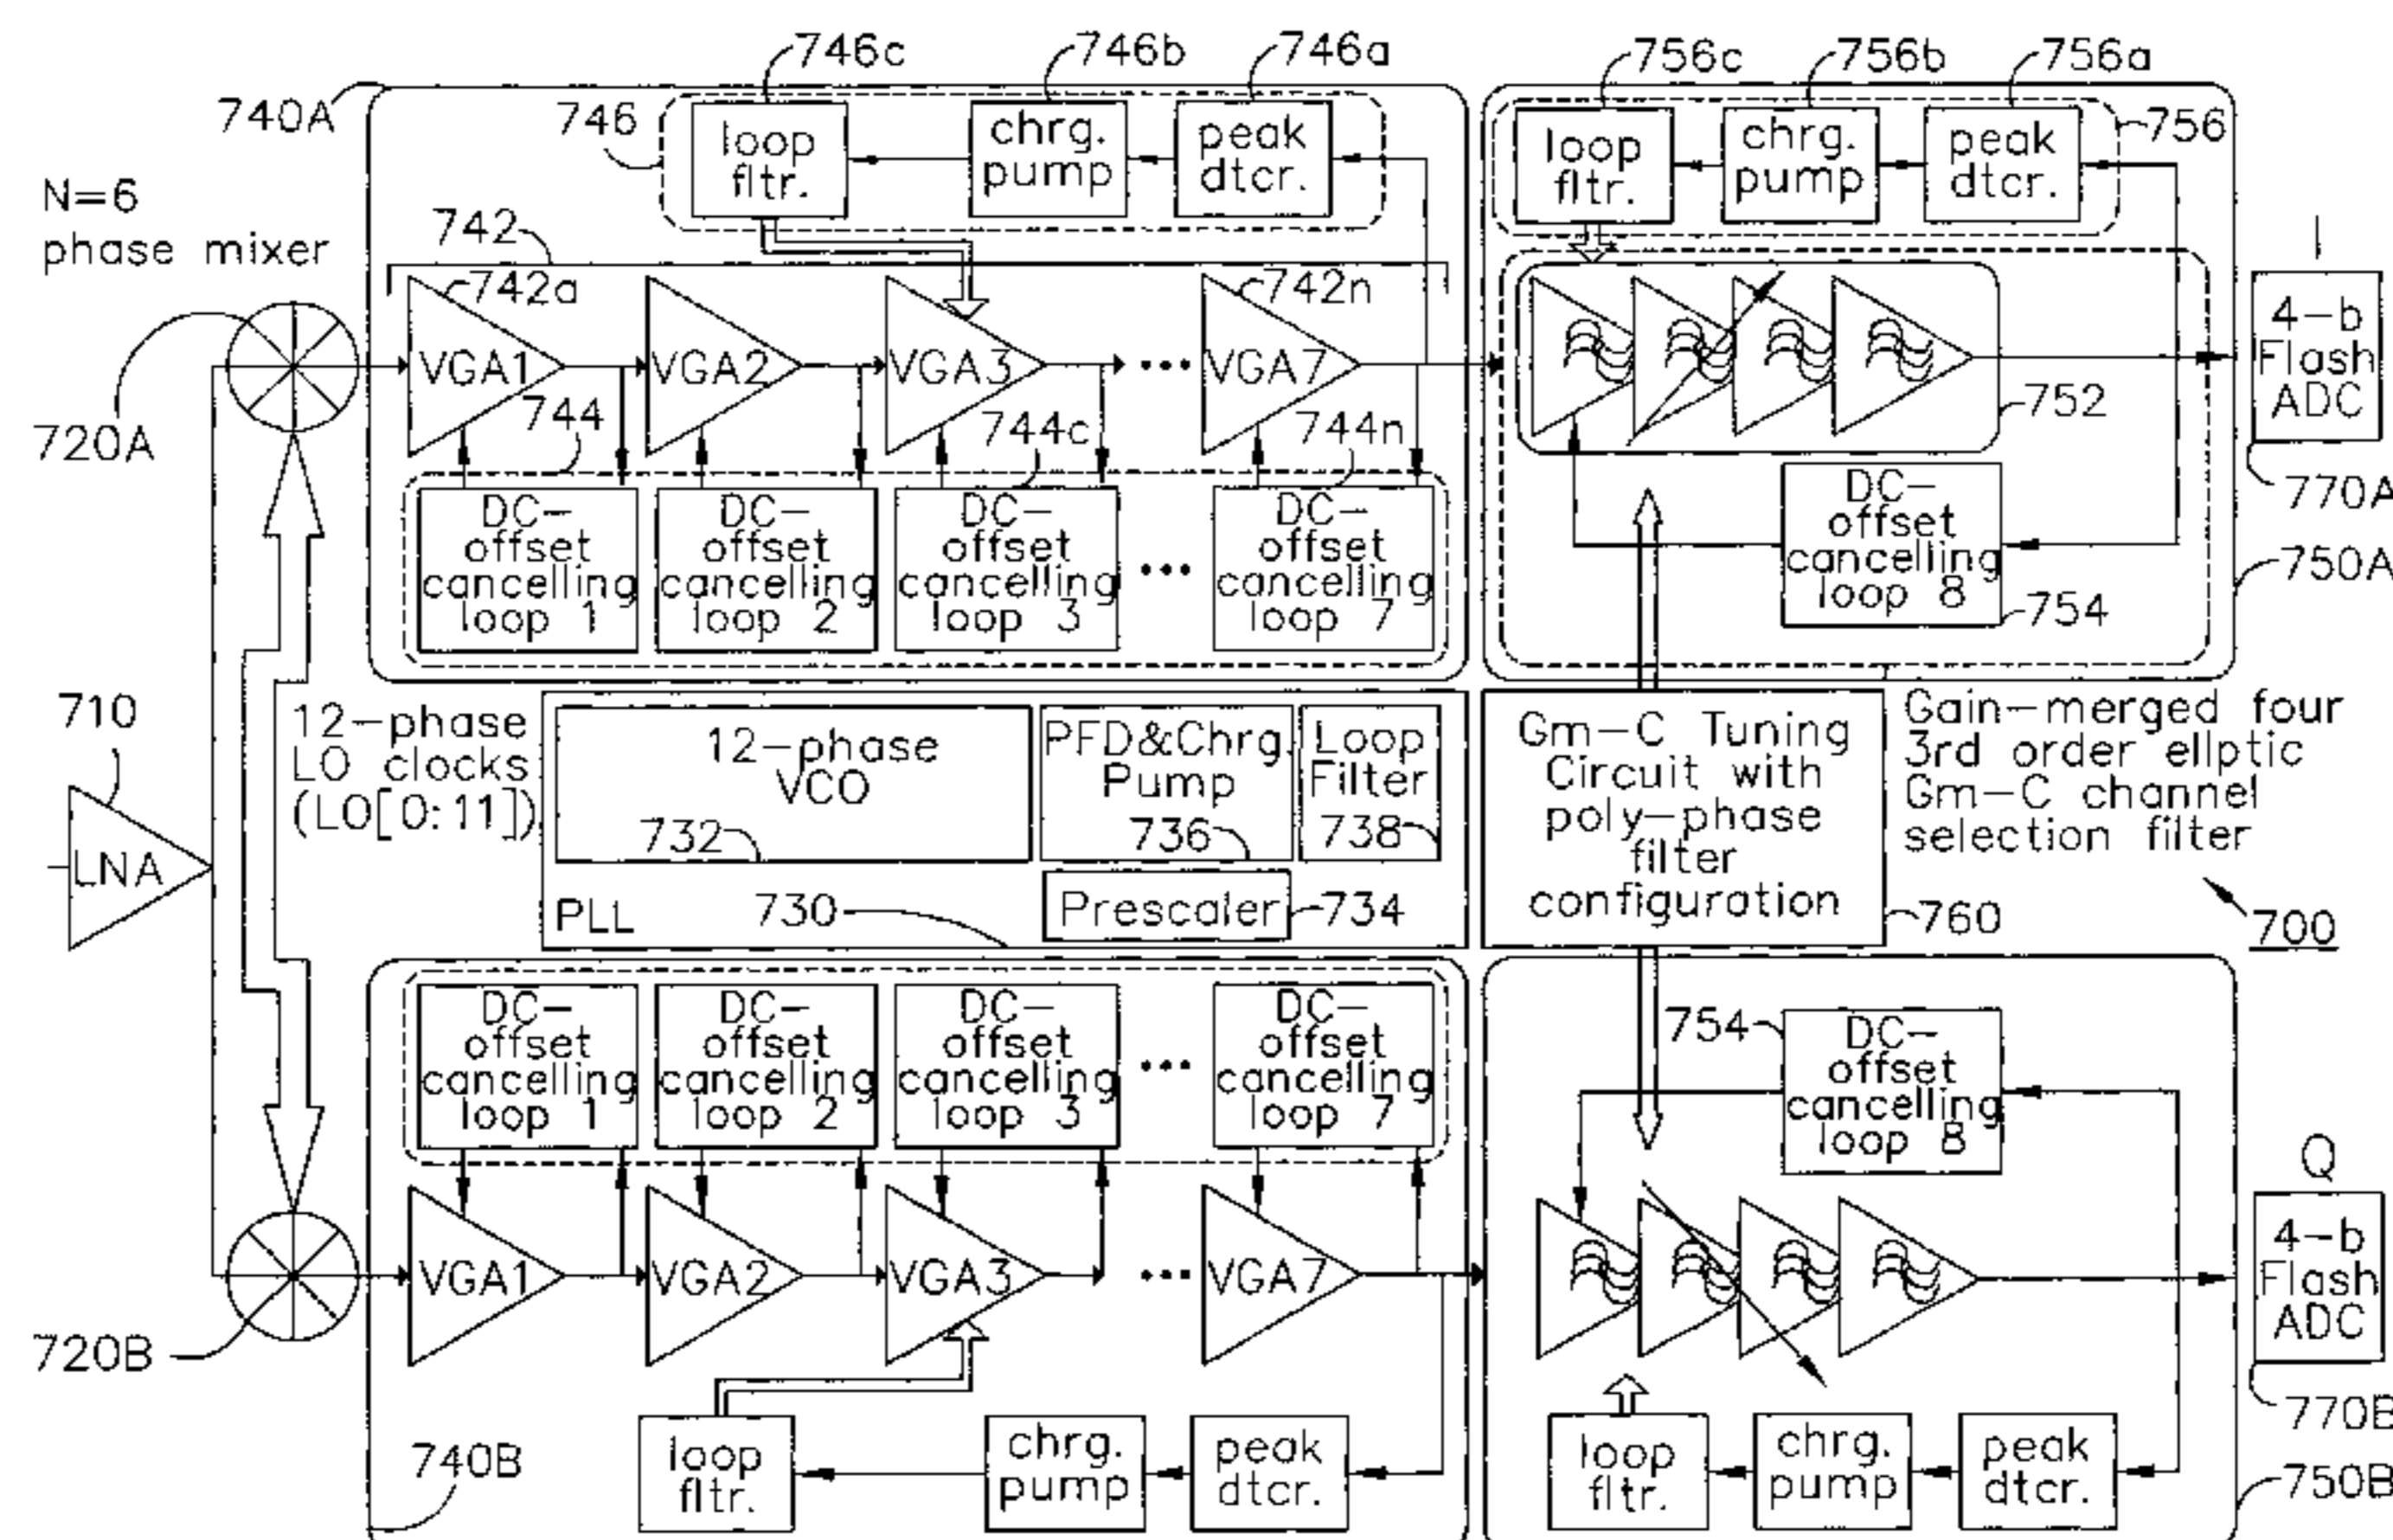 746c
746b
746a
756c
756b
756a
740A
746
loop
fltr.
chrg.
pump
peak
dtcr.
loop
fltr.
chrg.
pump
peak
dtcr.
756
N=6
phase mixer
742
742a
742n
I
VGA1
VGA2
VGA3
...
VGA7
4-b
Flash
ADC
720A
744
744c
744n
752
770A
DC-
offset
cancelling
loop 1
DC-
offset
cancelling
loop 2
DC-
offset
cancelling
loop 3
...
DC-
offset
cancelling
loop 7
DC-
offset
cancelling
loop 8
754
750A
710
LNA
12-phase
LO clocks
(LO[0:11])
12-phase
VCO
732
PFD&Chrg.
Pump
736
Loop
Filter
738
PLL
730
Prescaler
734
Gm-C Tuning
Circuit with
poly-phase
filter
configuration
760
Gain-merged four
3rd order ellptic
Gm-C channel
selection filter
700
DC-
offset
cancelling
loop 1
DC-
offset
cancelling
loop 2
DC-
offset
cancelling
loop 3
...
DC-
offset
cancelling
loop 7
754
DC-
offset
cancelling
loop 8
Q
VGA1
VGA2
VGA3
...
VGA7
4-b
Flash
ADC
720B
770B
740B
loop
fltr.
chrg.
pump
peak
dtcr.
loop
fltr.
chrg.
pump
peak
dtcr.
750B